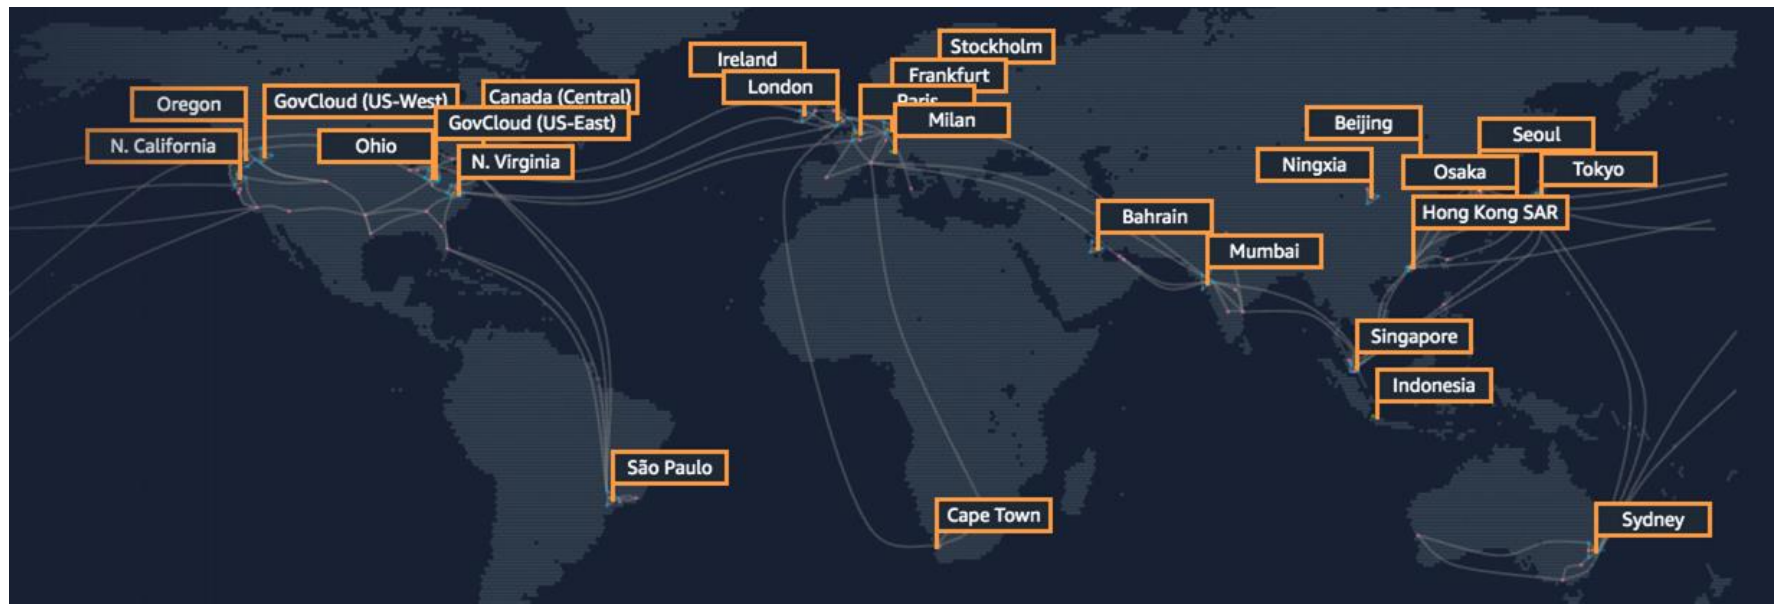 Stockholm
Ireland
Frankfurt
London
Paris
Milan
Oregon
GovCloud (US-West)
Canada (Central)
GovCloud (US-East)
N. California
Ohio
N. Virginia
Beijing
Seoul
Ningxia
Osaka
Tokyo
Hong Kong SAR
Bahrain
Mumbai
Singapore
Indonesia
São Paulo
Cape Town
Sydney